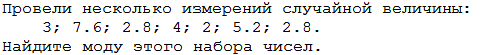 Провели несколько измерений случайной величины:
3; 7.6; 2.8; 4; 2; 5.2; 2.8.
Найдите моду этого набора чисел.